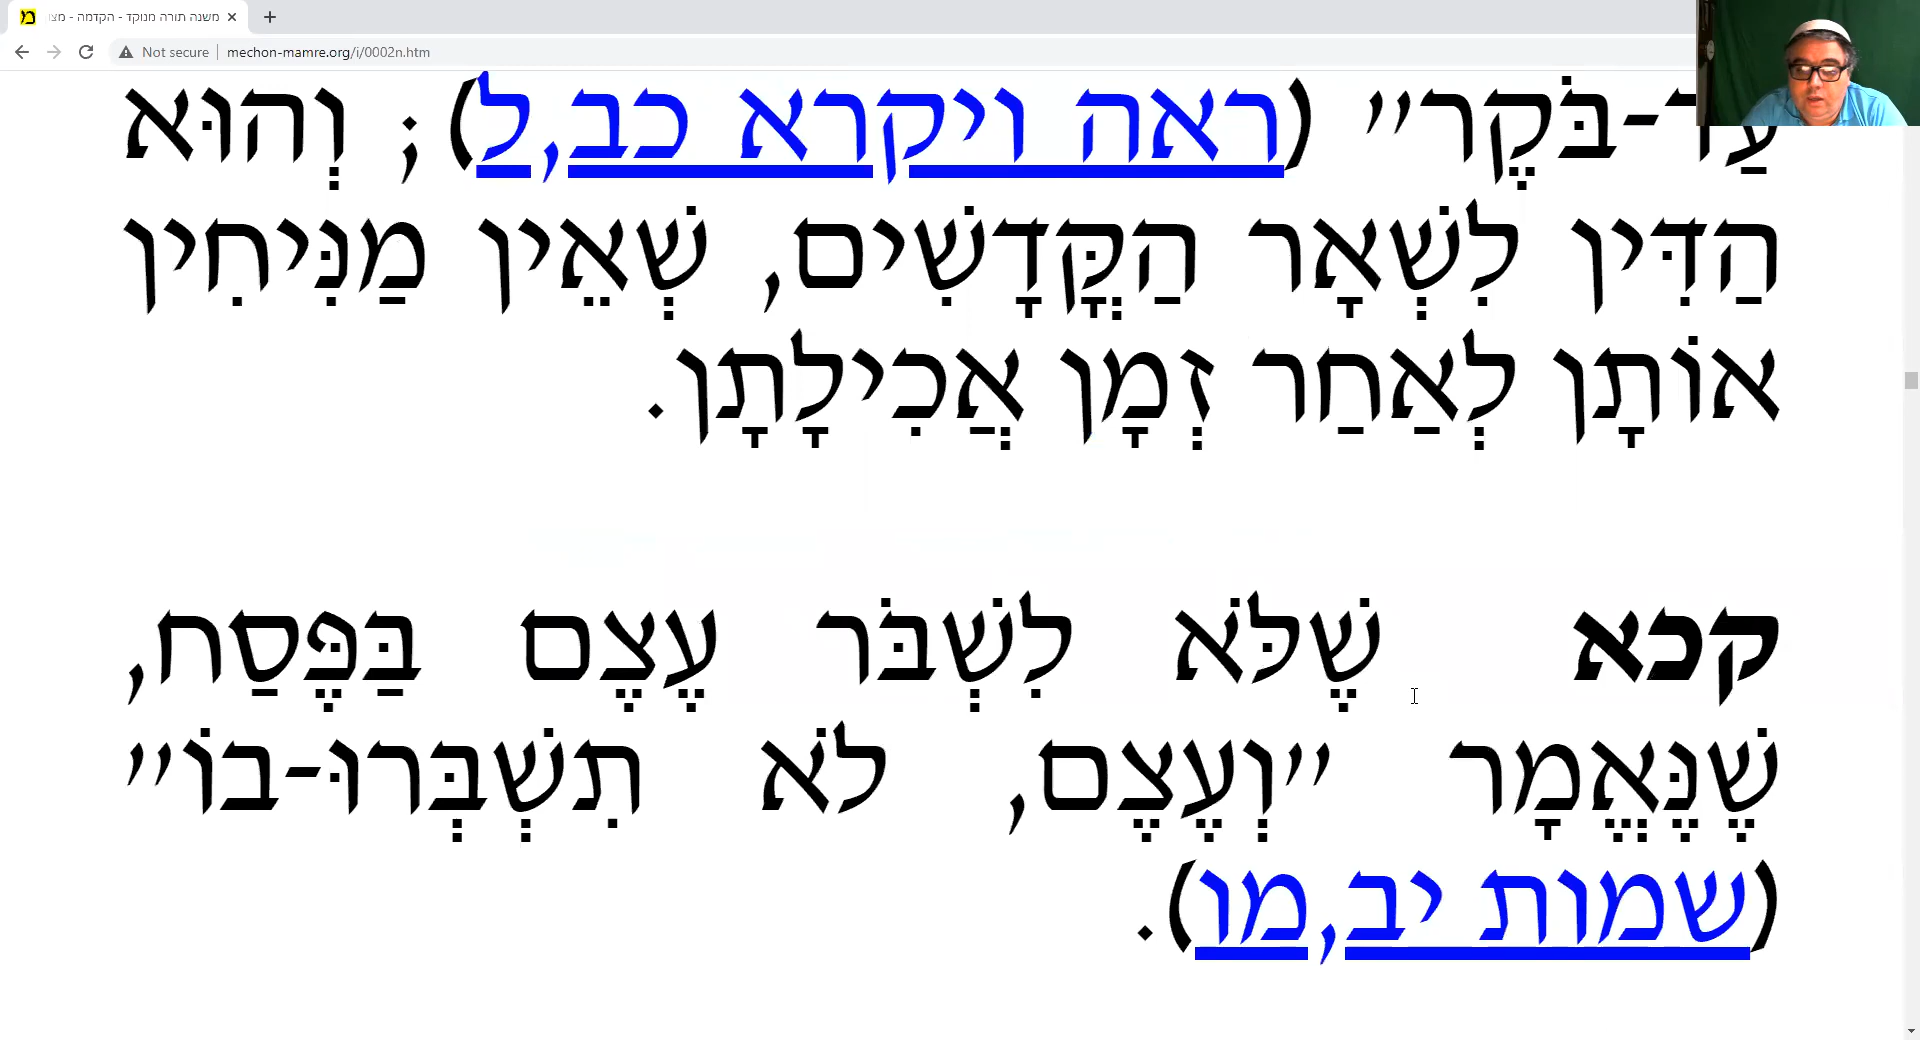 משנה תורה מנוקד - הקדמה - מצו
Not secure
mechon-mamre.org/i/0002n.htm
עַד-בֹּקֶר" (ראה ויקרא כב,ל); וְהוּא
הַדִּין לִשְׁאָר הַקֳּדָשִׁים, שְׁאֵין מַנִּיחִין
אוֹתָן לְאַחַר זְמָן אֲכִילָתָן.
קכא שֶׁלֹּא לִשְׁבֹּר עֶצֶם בַּפֶּסַח,
שֶׁנֶּאֱמָר "וְעֶצֶם, לֹא תִשְׁבְּרוּ-בוֹ"
(שמות יב,מו).